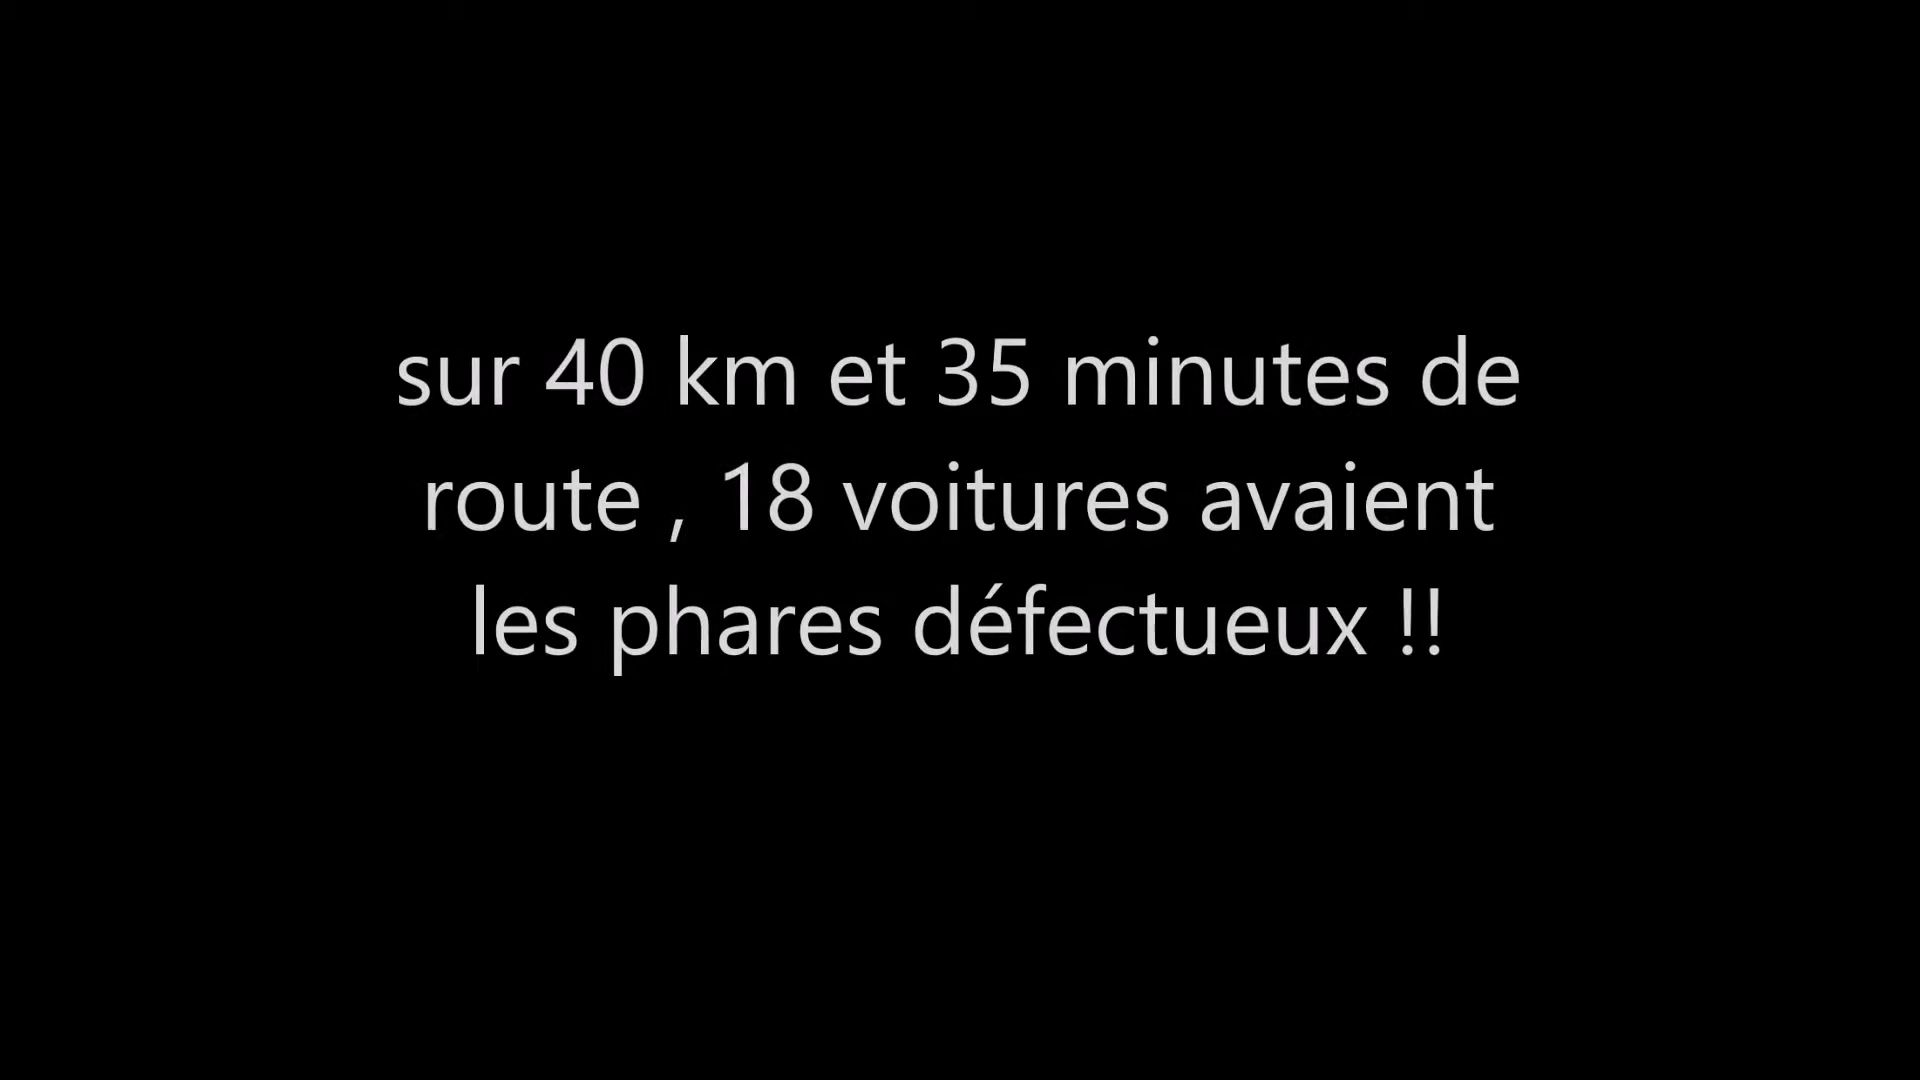 sur 40 km et 35 minutes de
route , 18 voitures avaient
les phares défectueux !!